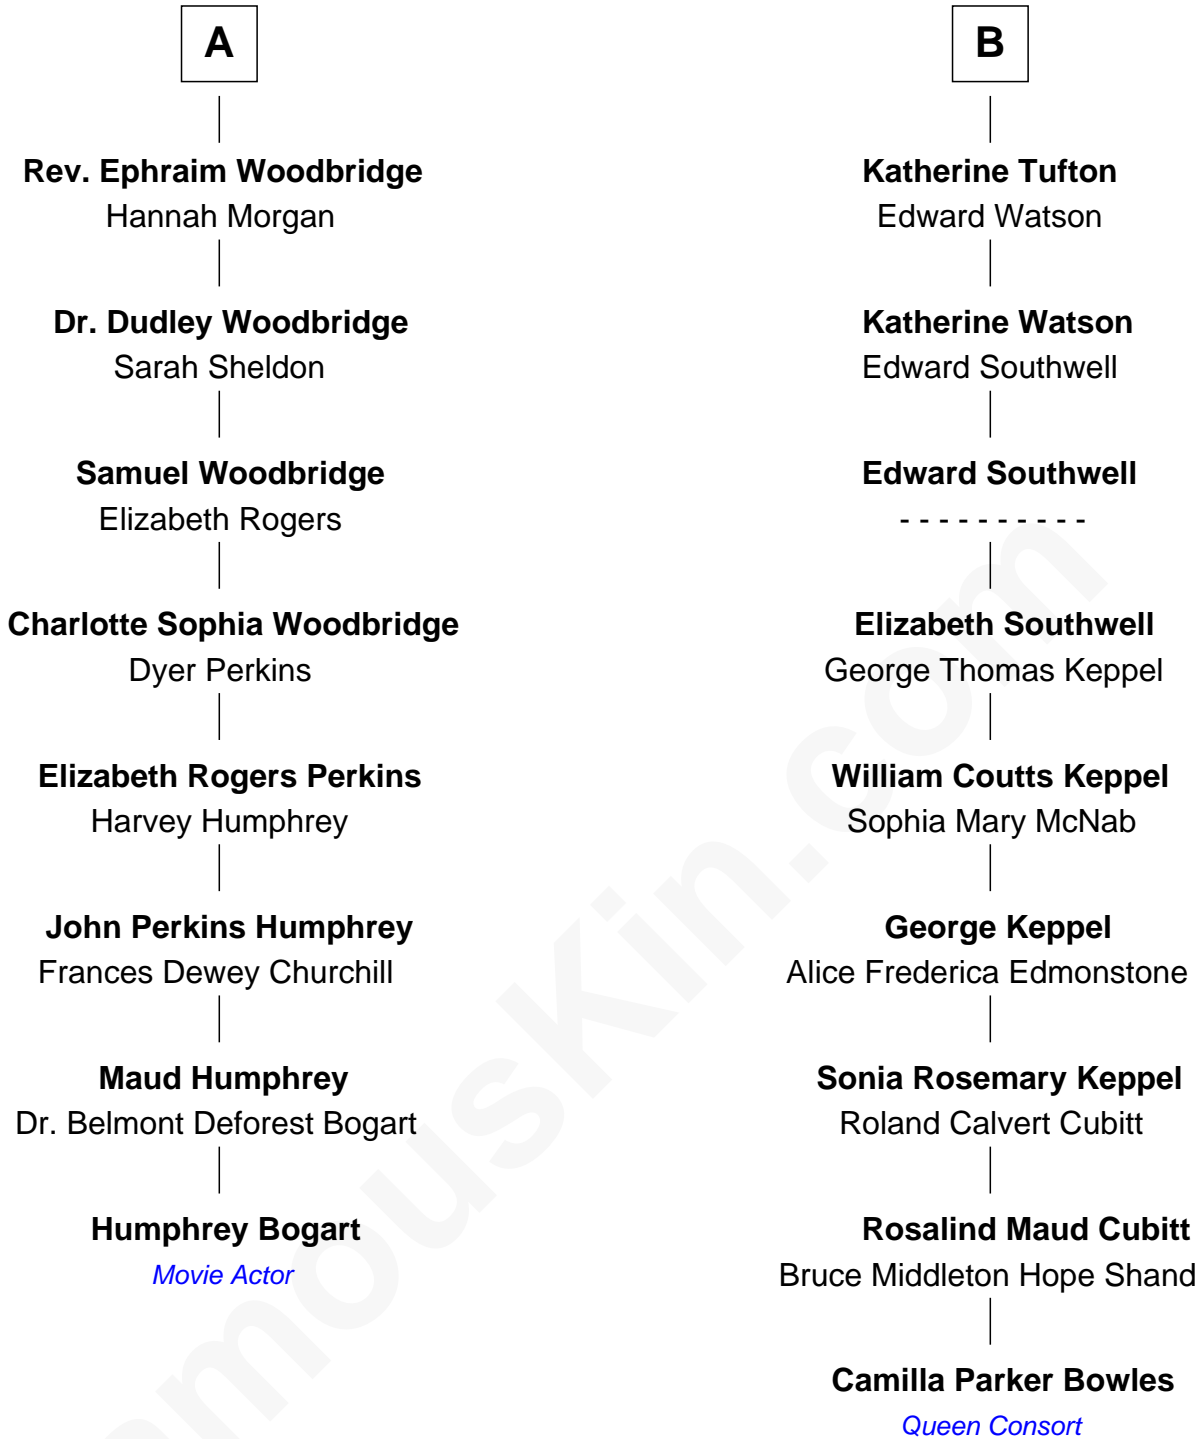 A
Rev. Ephraim Woodbridge
Hannah Morgan
Dr. Dudley Woodbridge
Sarah Sheldon
Samuel Woodbridge
Elizabeth Rogers
Charlotte Sophia Woodbridge
Dyer Perkins
Elizabeth Rogers Perkins
Harvey Humphrey
John Perkins Humphrey
Frances Dewey Churchill
Maud Humphrey
Dr. Belmont Deforest Bogart
Humphrey Bogart
Movie Actor
B
Katherine Tufton
Edward Watson
Katherine Watson
Edward Southwell
Edward Southwell
- - - - - - - - - -
Elizabeth Southwell
George Thomas Keppel
William Coutts Keppel
Sophia Mary McNab
George Keppel
Alice Frederica Edmonstone
Sonia Rosemary Keppel
Roland Calvert Cubitt
Rosalind Maud Cubitt
Bruce Middleton Hope Shand
Camilla Parker Bowles
Queen Consort
amousKin.com